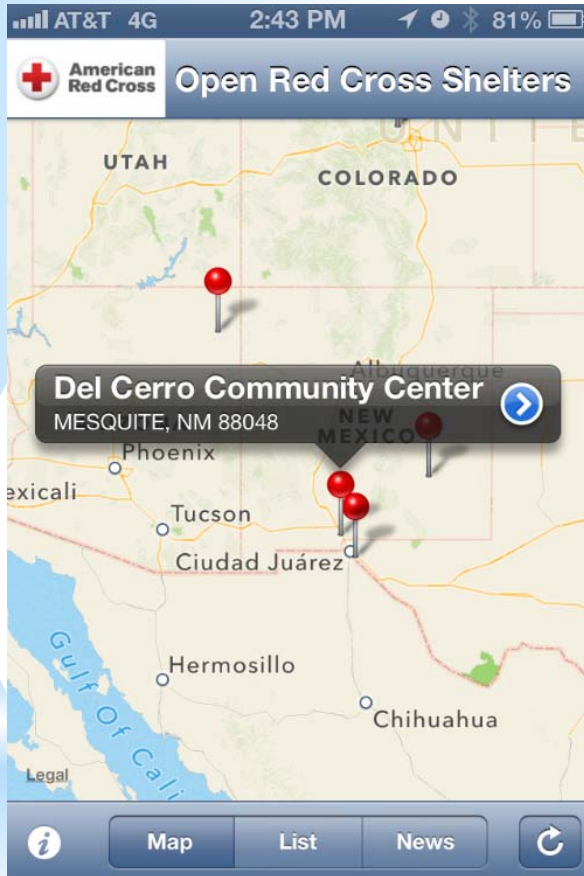 AT&T 4G 2:43 PM 81%
American
Red Cross
Open Red Cross Shelters
UNITE
UTAH
COLORADO
Albuquerque
Del Cerro Community Center
MESQUITE, NM 88048
NEW
MEXICO
Phoenix
exicali
Tucson
Ciudad Juárez
Hermosillo
Gulf Of Cali
Chihuahua
Legal
Map List News